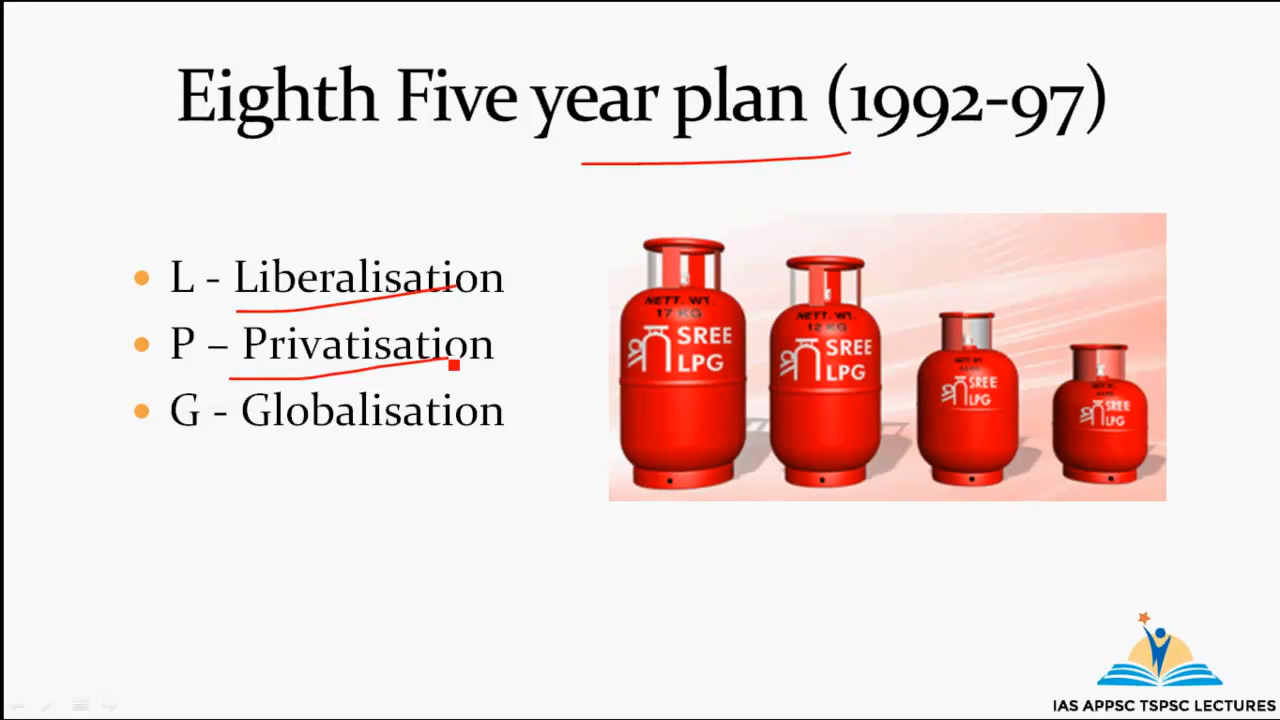 Eighth Five year plan (1992-97)
L - Liberalisation
P – Privatisation
G - Globalisation
NETT. WT.
17 KG
श्री SREE
LPG
NETT. WT.
12 KG
श्री SREE
LPG
श्री SREE
LPG
श्री SREE
LPG
IAS APPSC TSPSC LECTURES